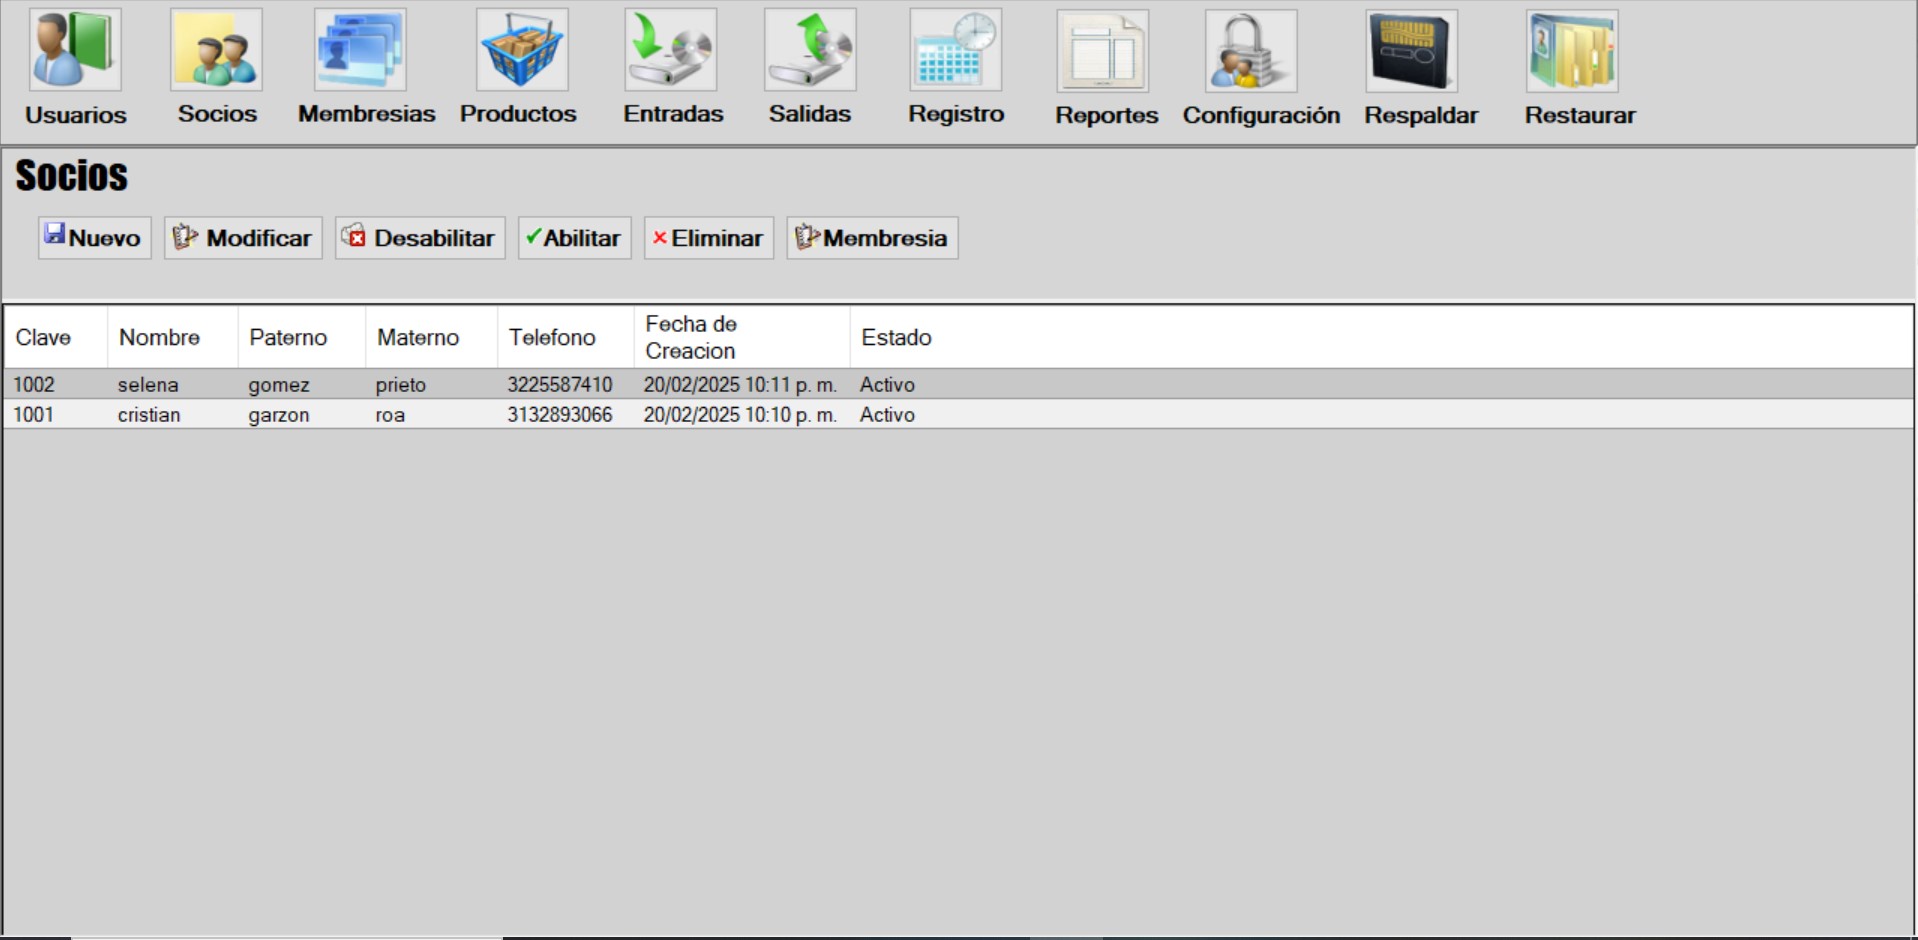 Usuarios Socios Membresias Productos Entradas Salidas Registro Reportes Configuración Respaldar Restaurar
Socios
Nuevo Modificar Desabilitar Abilitar Eliminar Membresia
Clave Nombre Paterno Materno Telefono Fecha de Creacion Estado
1002 selena gomez prieto 3225587410 20/02/2025 10:11 p. m. Activo
1001 cristian garzon roa 3132893066 20/02/2025 10:10 p. m. Activo